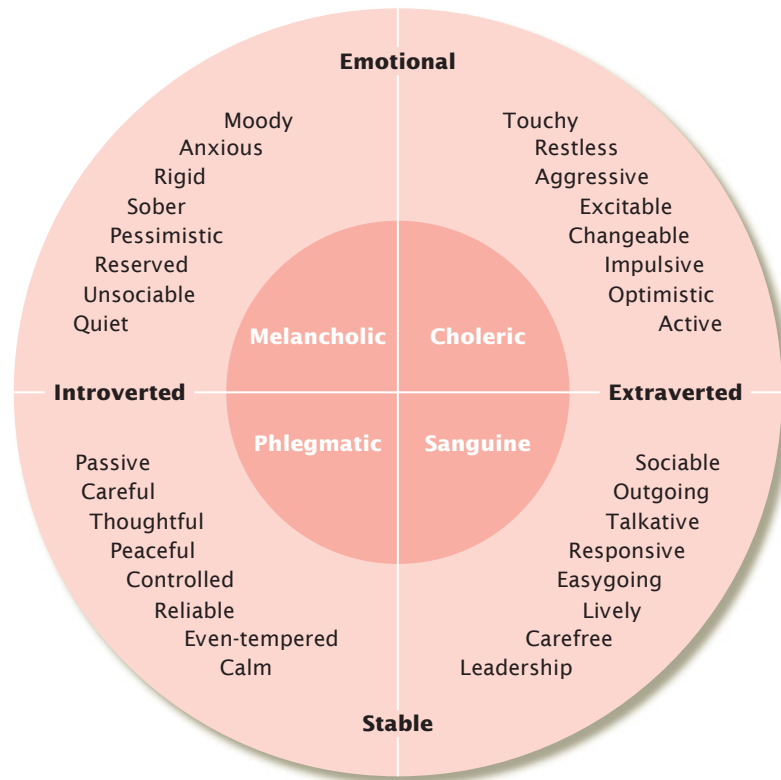 Emotional
Moody
Anxious
Rigid
Sober
Pessimistic
Reserved
Unsociable
Quiet
Touchy
Restless
Aggressive
Excitable
Changeable
Impulsive
Optimistic
Active
Melancholic
Choleric
Introverted
Extraverted
Phlegmatic
Sanguine
Passive
Careful
Thoughtful
Peaceful
Controlled
Reliable
Even-tempered
Calm
Sociable
Outgoing
Talkative
Responsive
Easygoing
Lively
Carefree
Leadership
Stable